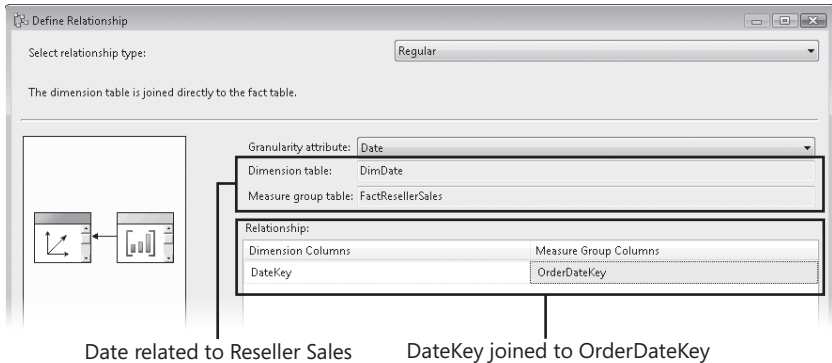 Define Relationship
Select relationship type: Regular
The dimension table is joined directly to the fact table.
Granularity attribute: Date
Dimension table: DimDate
Measure group table: FactResellerSales
Relationship:
Dimension Columns Measure Group Columns
DateKey OrderDateKey
Date related to Reseller Sales DateKey joined to OrderDateKey